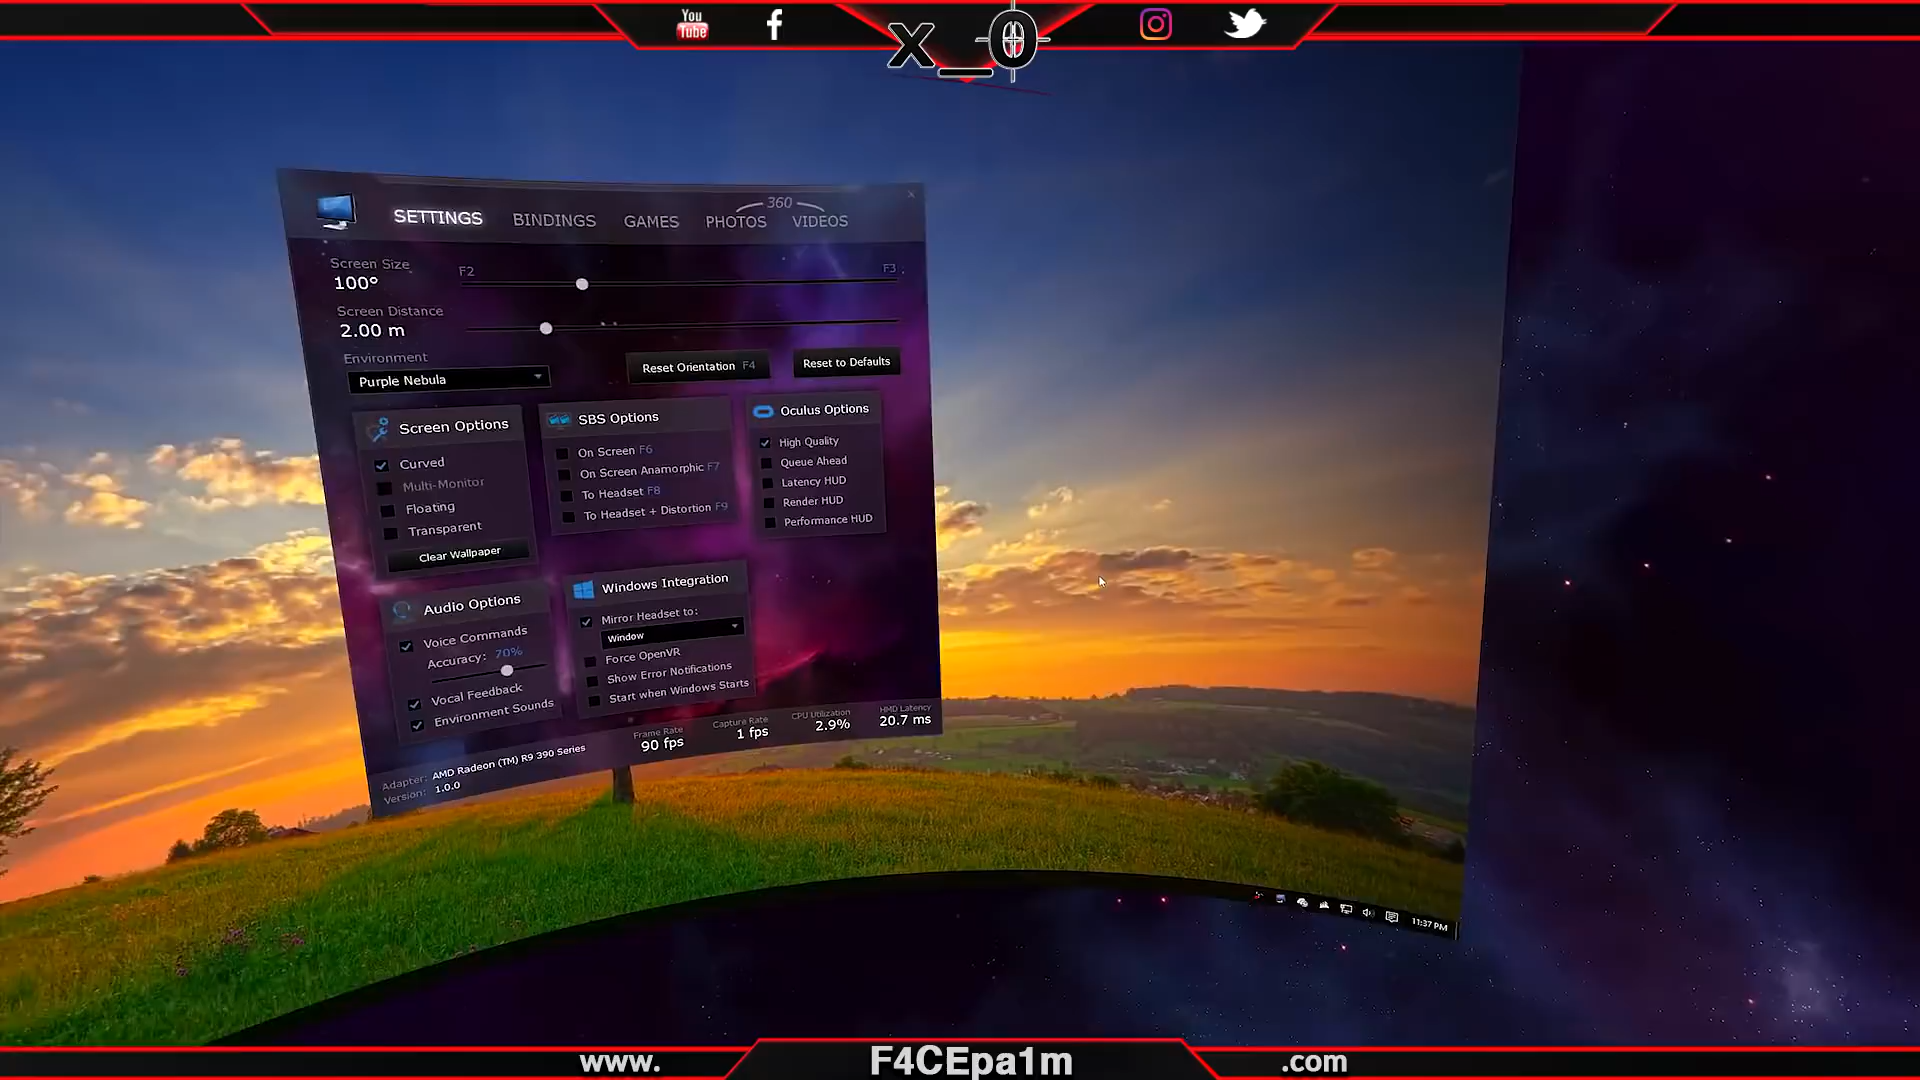 You
Tube
X_0
SETTINGS
BINDINGS
GAMES
360
PHOTOS
VIDEOS
Screen Size
100°
F2
F3
Screen Distance
2.00 m
Environment
Purple Nebula
Reset Orientation F4
Reset to Defaults
Screen Options
Curved
Multi-Monitor
Floating
Transparent
Clear Wallpaper
SBS Options
On Screen F6
On Screen Anamorphic F7
To Headset F8
To Headset + Distortion F9
Oculus Options
High Quality
Queue Ahead
Latency HUD
Render HUD
Performance HUD
Audio Options
Voice Commands
Accuracy: 70%
Vocal Feedback
Environment Sounds
Windows Integration
Mirror Headset to:
Window
Force OpenVR
Show Error Notifications
Start when Windows Starts
Adapter: AMD Radeon (TM) R9 390 Series
Version: 1.0.0
Frame Rate
90 fps
Capture Rate
1 fps
CPU Utilization
2.9%
HMD Latency
20.7 ms
11:37 PM
www.
F4CEpa1m
.com